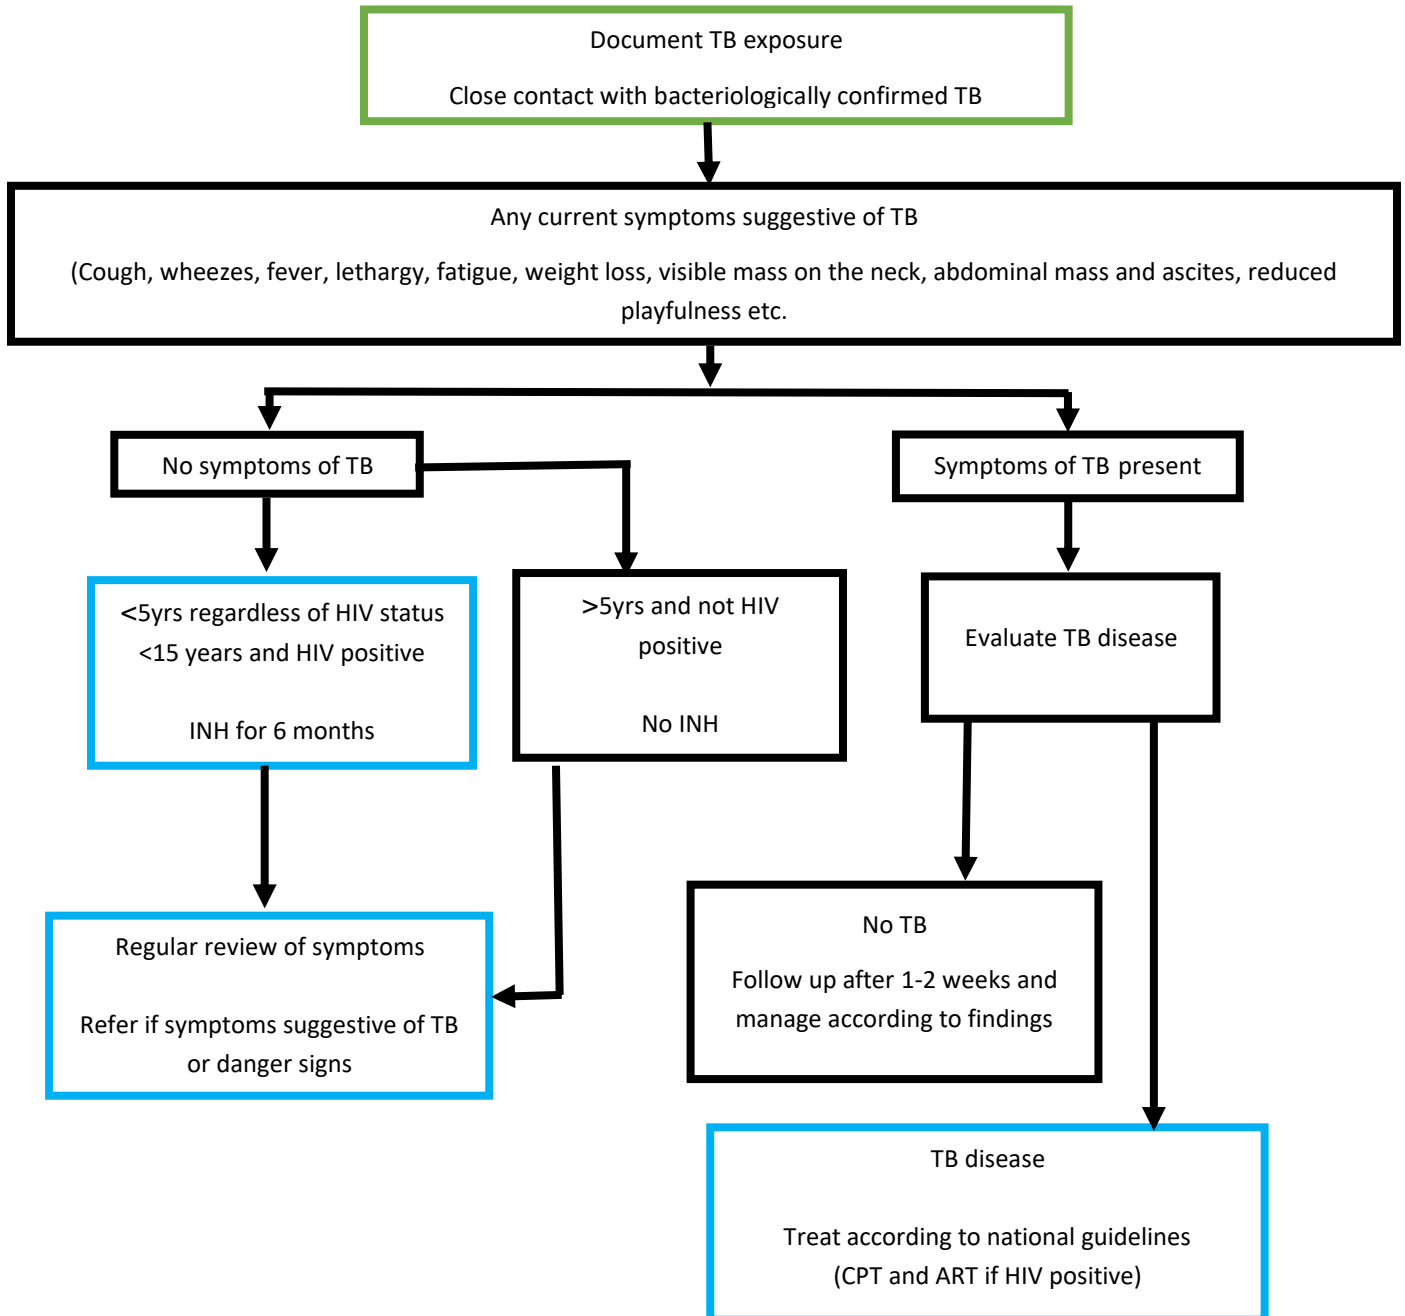 Document TB exposure
Close contact with bacteriologically confirmed TB
Any current symptoms suggestive of TB
(Cough, wheezes, fever, lethargy, fatigue, weight loss, visible mass on the neck, abdominal mass and ascites, reduced
playfulness etc.
No symptoms of TB
Symptoms of TB present
<5yrs regardless of HIV status
<15 years and HIV positive
INH for 6 months
>5yrs and not HIV
positive
No INH
Evaluate TB disease
Regular review of symptoms
Refer if symptoms suggestive of TB
or danger signs
No TB
Follow up after 1-2 weeks and
manage according to findings
TB disease
Treat according to national guidelines
(CPT and ART if HIV positive)